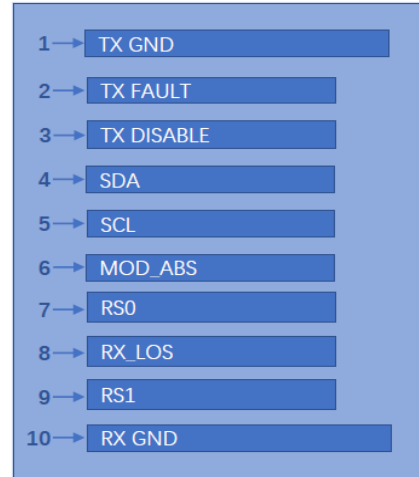 1 TX GND
2 TX FAULT
3 TX DISABLE
4 SDA
5 SCL
6 MOD_ABS
7 RS0
8 RX_LOS
9 RS1
10 RX GND